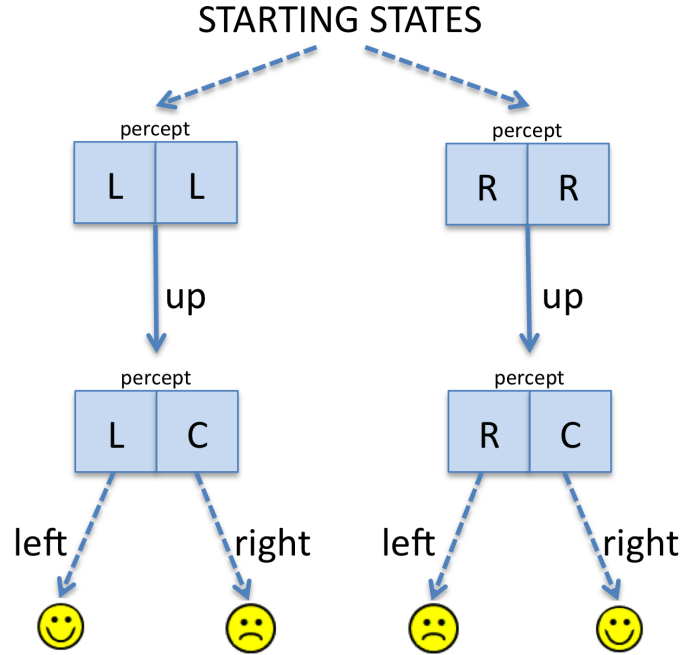 STARTING STATES
percept percept
L L R R
up up
percept percept
L C R C
left right left right